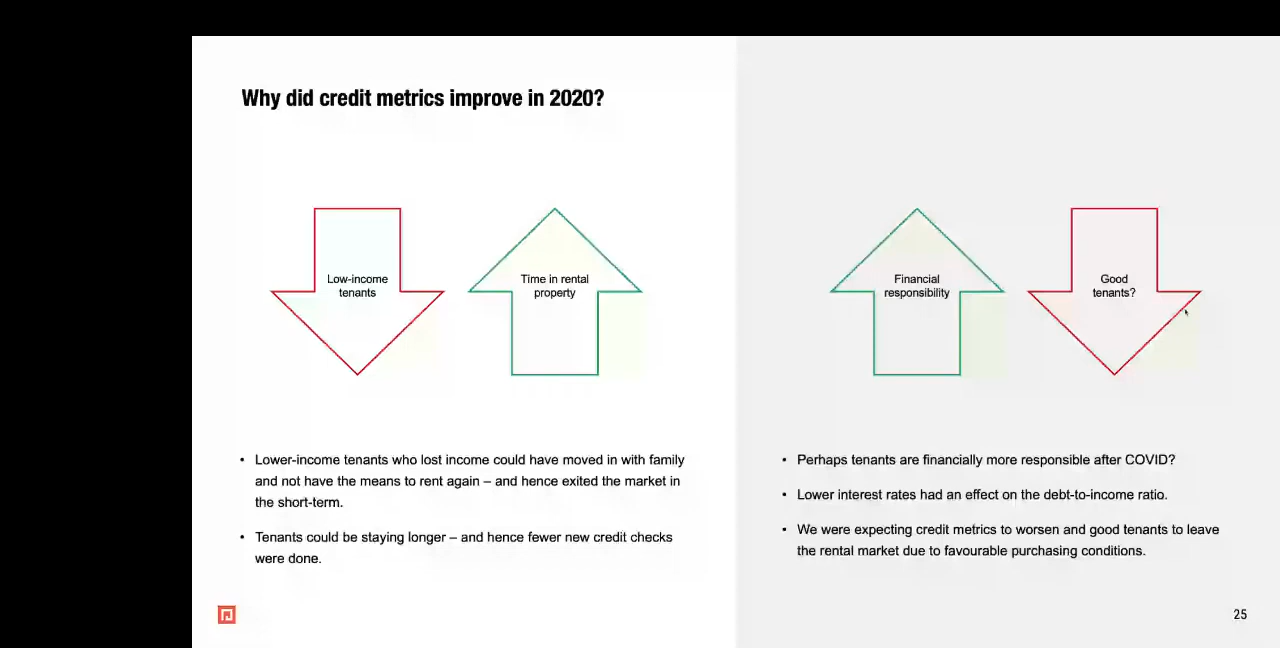 Why did credit metrics improve in 2020?
Low-income
tenants
Time in rental
property
Financial
responsibility
Good
tenants?
• Lower-income tenants who lost income could have moved in with family
and not have the means to rent again – and hence exited the market in
the short-term.
• Tenants could be staying longer – and hence fewer new credit checks
were done.
• Perhaps tenants are financially more responsible after COVID?
• Lower interest rates had an effect on the debt-to-income ratio.
• We were expecting credit metrics to worsen and good tenants to leave
the rental market due to favourable purchasing conditions.
25